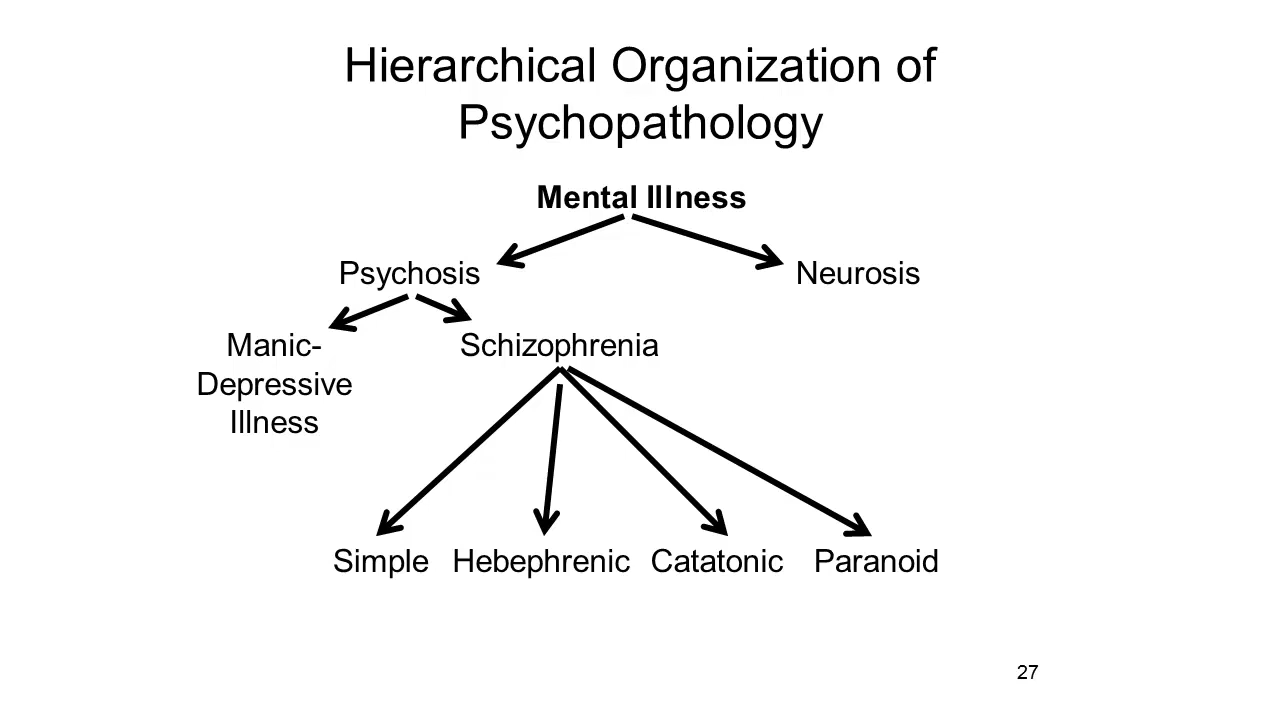 Hierarchical Organization of
Psychopathology
Mental Illness
Psychosis
Neurosis
Manic-
Depressive
Illness
Schizophrenia
Simple
Hebephrenic
Catatonic
Paranoid
27